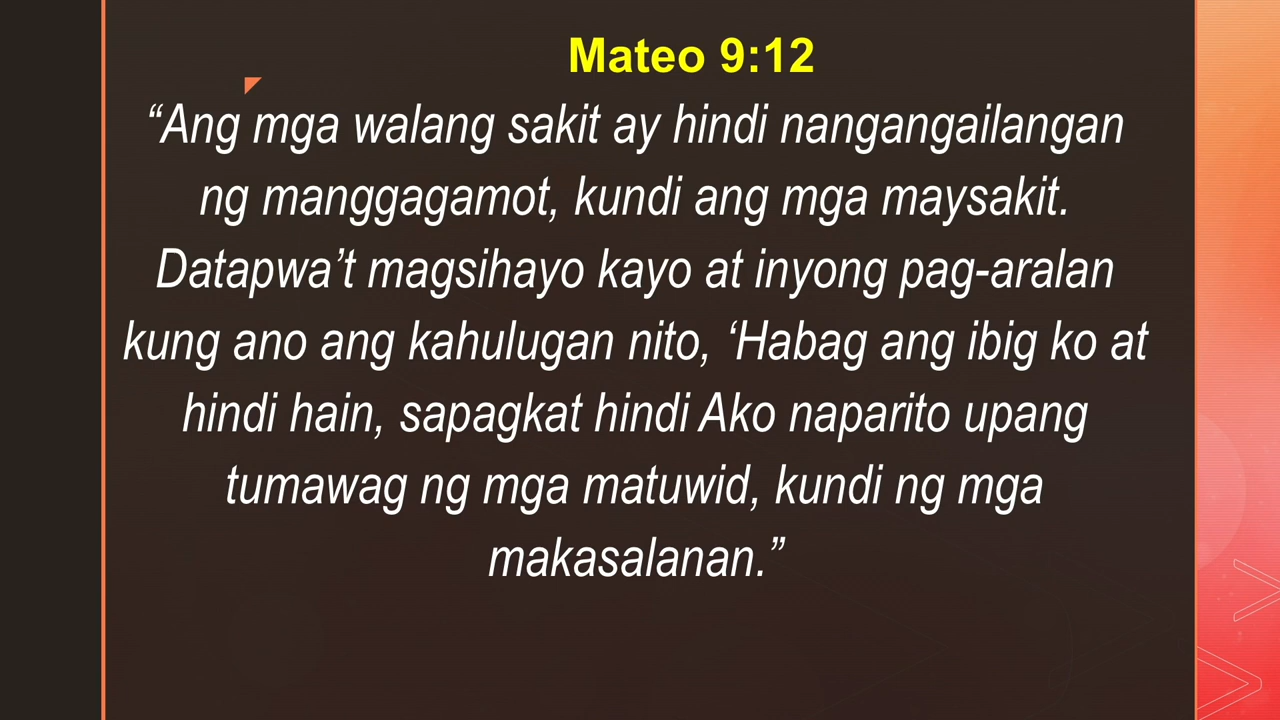 Mateo 9:12
“Ang mga walang sakit ay hindi nangangailangan
ng manggagamot, kundi ang mga maysakit.
Datapwa’t magsihayo kayo at inyong pag-aralan
kung ano ang kahulugan nito, ‘Habag ang ibig ko at
hindi hain, sapagkat hindi Ako naparito upang
tumawag ng mga matuwid, kundi ng mga
makasalanan.”